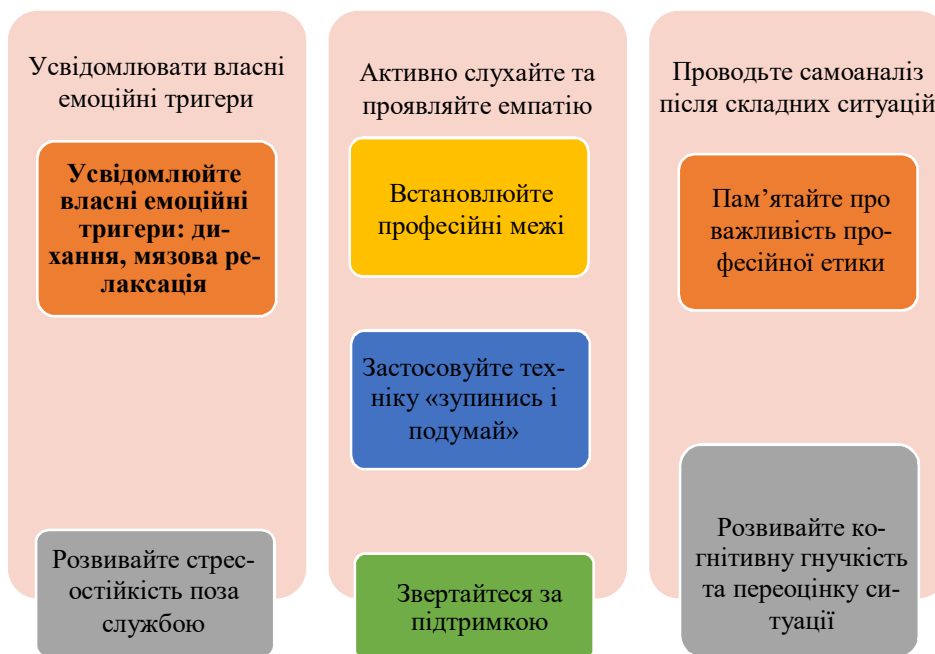 Усвідомлювати власні
емоційні тригери
Усвідомлюйте
власні емоційні
тригери: ди-
хання, мязова ре-
лаксація
Розвивайте стрес-
остійкість поза
службою
Активно слухайте та
проявляйте емпатію
Встановлюйте
професійні межі
Застосовуйте тех-
ніку «зупинись і
подумай»
Звертайтеся за
підтримкою
Проводьте самоаналіз
після складних ситуацій
Пам’ятайте про
важливість про-
фесійної етики
Розвивайте ко-
гнітивну гнучкість
та переоцінку си-
туації